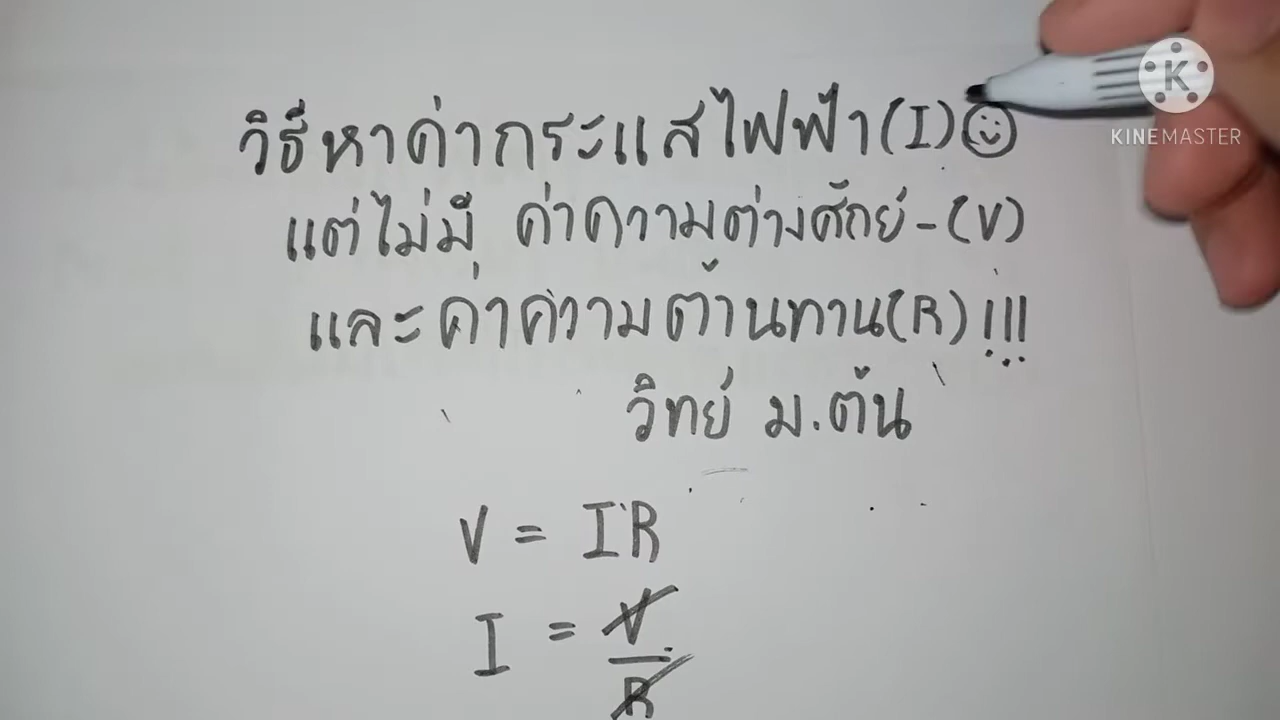 วิธีหาค่ากระแสไฟฟ้า(I)
แต่ไม่มี ค่าความต่างศักย์-(V)
และค่าความต้านทาน(R)!!!
วิทย์ ม.ต้น
V = IR
I = V
R
K
KINEMASTER